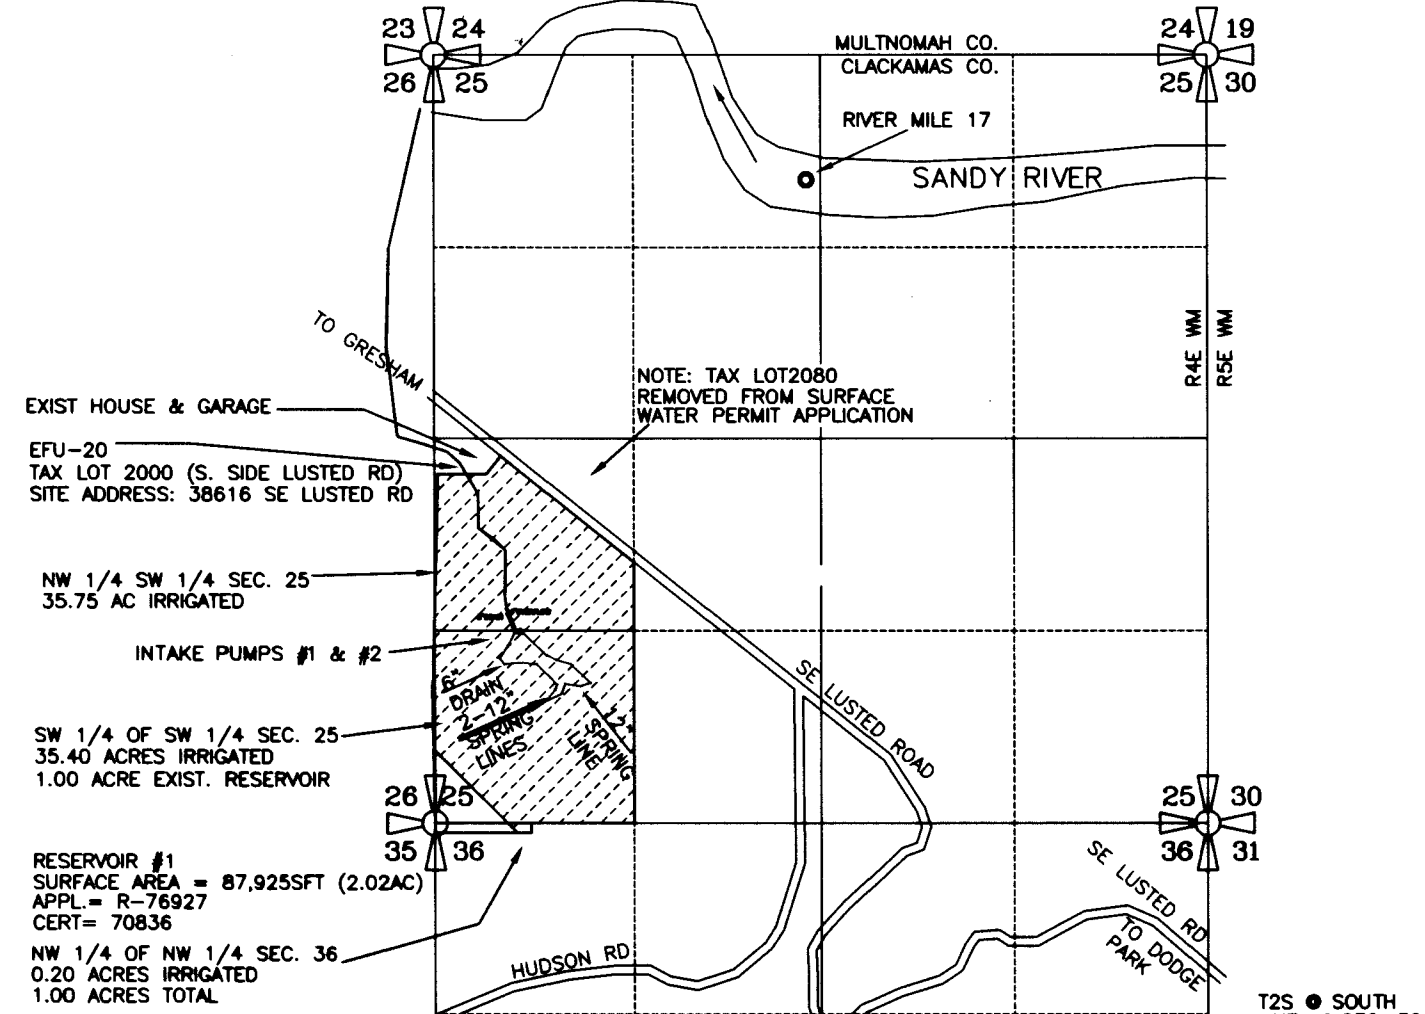 23 24
26 25
MULTNOMAH CO.
CLACKAMAS CO.
24 19
25 30
RIVER MILE 17
SANDY RIVER
TO GRESHAM
R4E WM
R5E WM
NOTE: TAX LOT2080
REMOVED FROM SURFACE
WATER PERMIT APPLICATION
EXIST HOUSE & GARAGE
EFU-20
TAX LOT 2000 (S. SIDE LUSTED RD)
SITE ADDRESS: 38616 SE LUSTED RD
NW 1/4 SW 1/4 SEC. 25
35.75 AC IRRIGATED
INTAKE PUMPS #1 & #2
6"
DRAIN
2-12"
SPRING
LINES
12"
SPRING
LINE
SE LUSTED ROAD
SW 1/4 OF SW 1/4 SEC. 25
35.40 ACRES IRRIGATED
1.00 ACRE EXIST. RESERVOIR
26 25
35 36
25 30
36 31
RESERVOIR #1
SURFACE AREA = 87,925SFT (2.02AC)
APPL.= R-76927
CERT= 70836
NW 1/4 OF NW 1/4 SEC. 36
0.20 ACRES IRRIGATED
1.00 ACRES TOTAL
HUDSON RD
SE LUSTED RD
TO DODGE
PARK
T2S @ SOUTH